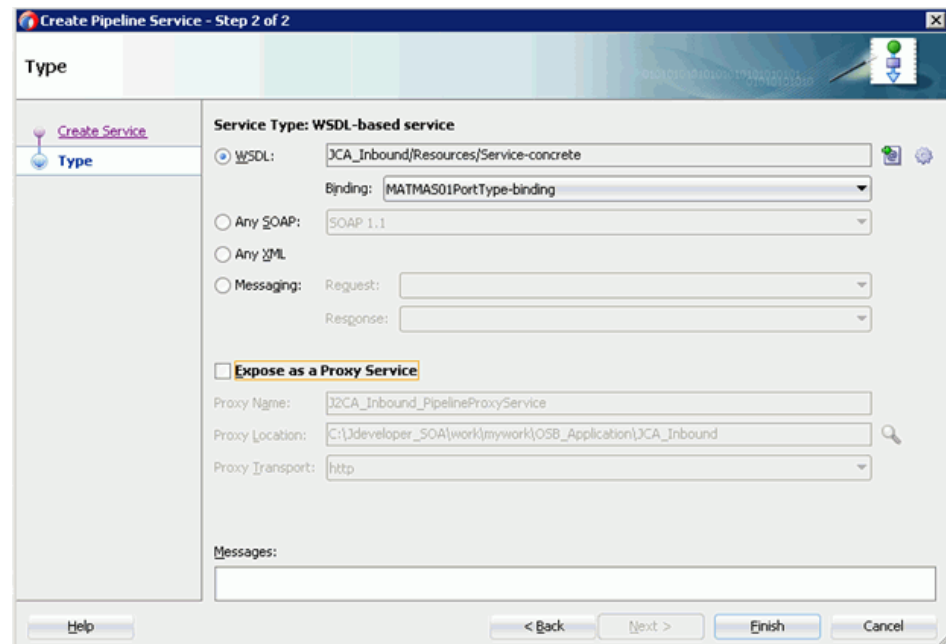 Create Pipeline Service - Step 2 of 2
Type
Create Service
Type
Service Type: WSDL-based service
WSDL: JCA_Inbound/Resources/Service-concrete
Binding: MATMAS01PortType-binding
Any SOAP: SOAP 1.1
Any XML
Messaging: Request:
Response:
Expose as a Proxy Service
Proxy Name: J2CA_Inbound_PipelineProxyService
Proxy Location: C:\Jdeveloper_SOA\work\mywork\OSB_Application\JCA_Inbound
Proxy Transport: http
Messages:
Help < Back Next > Finish Cancel